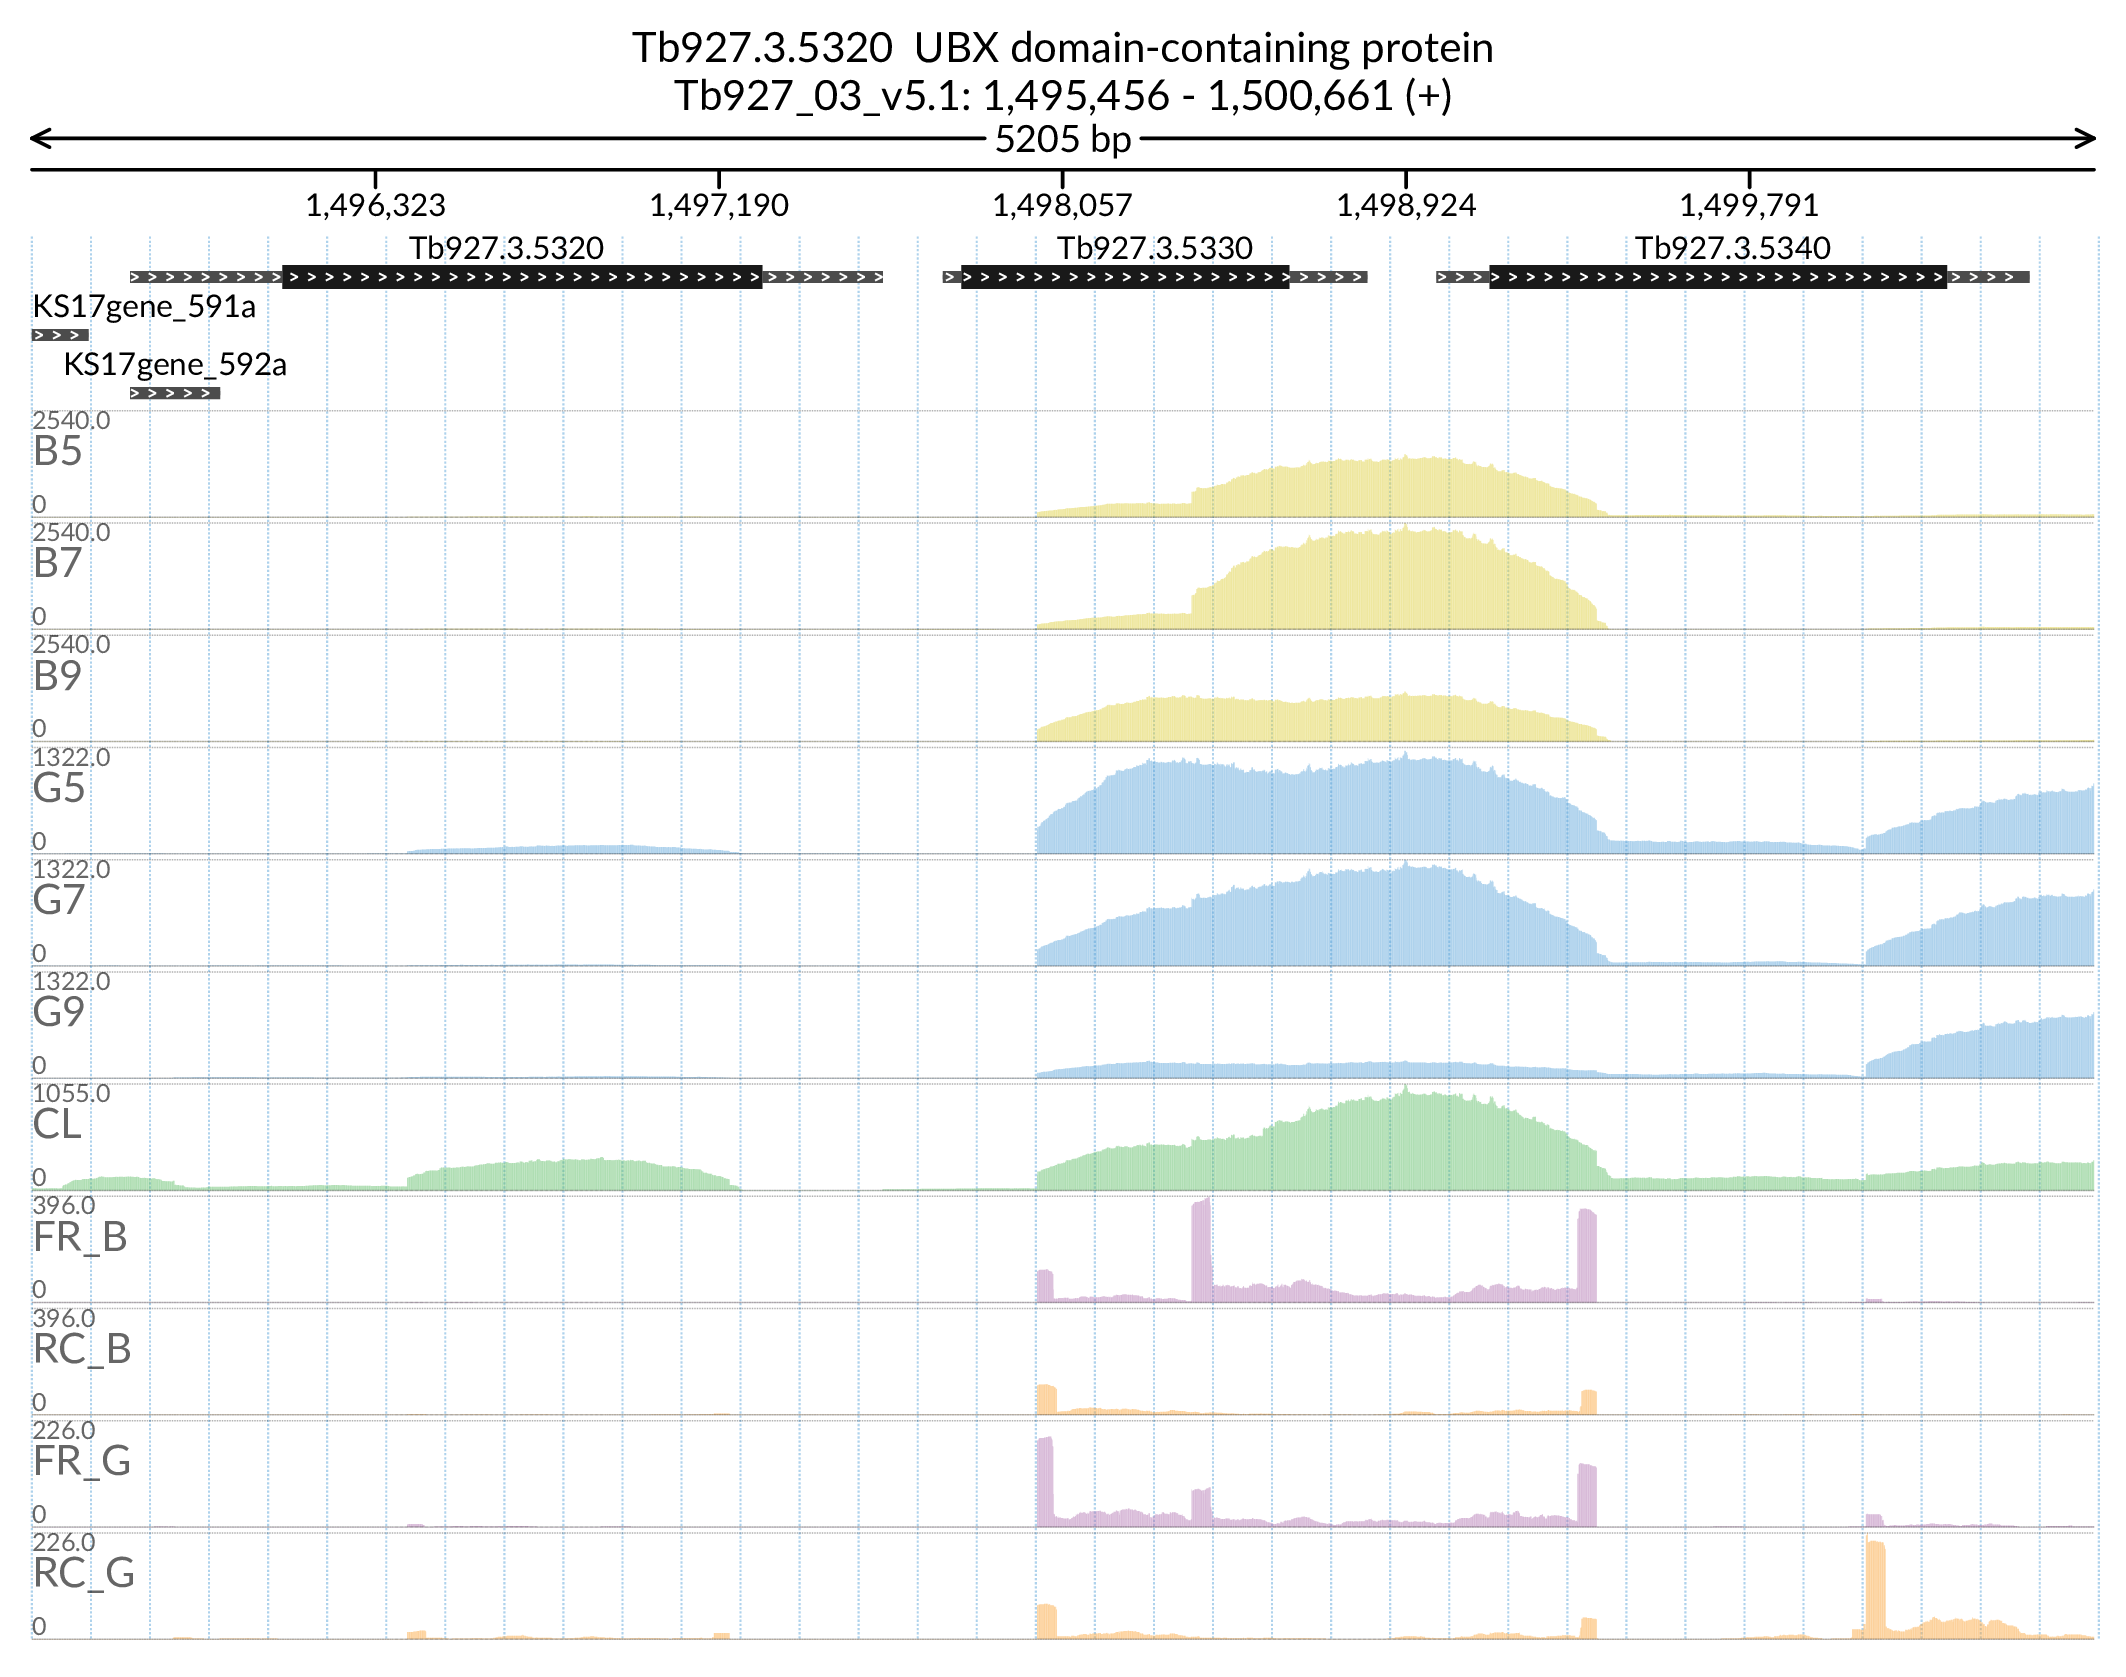 Tb927.3.5320  UBX domain-containing protein
Tb927_03_v5.1: 1,495,456 - 1,500,661 (+)
5205 bp
1,496,323 1,497,190 1,498,057 1,498,924 1,499,791
Tb927.3.5320 Tb927.3.5330 Tb927.3.5340
KS17gene_591a
KS17gene_592a
2540.0
B5
0
2540.0
B7
0
2540.0
B9
0
1322.0
G5
0
1322.0
G7
0
1322.0
G9
0
1055.0
CL
0
396.0
FR_B
0
396.0
RC_B
0
226.0
FR_G
0
226.0
RC_G
0